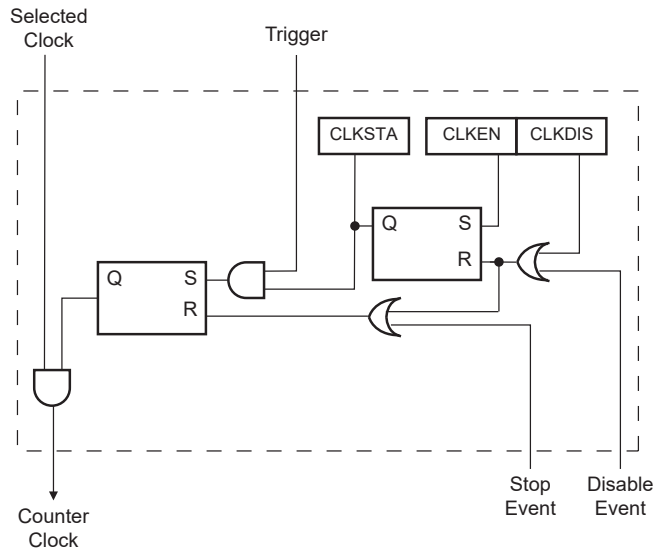 Selected
Clock
Trigger
CLKSTA
CLKEN
CLKDIS
Q
S
R
Q
S
R
Stop
Event
Disable
Event
Counter
Clock